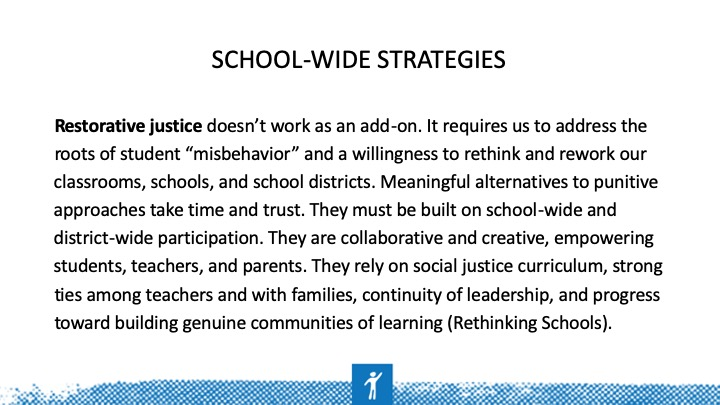 SCHOOL-WIDE STRATEGIES
Restorative justice doesn’t work as an add-on. It requires us to address the
roots of student “misbehavior” and a willingness to rethink and rework our
classrooms, schools, and school districts. Meaningful alternatives to punitive
approaches take time and trust. They must be built on school-wide and
district-wide participation. They are collaborative and creative, empowering
students, teachers, and parents. They rely on social justice curriculum, strong
ties among teachers and with families, continuity of leadership, and progress
toward building genuine communities of learning (Rethinking Schools).